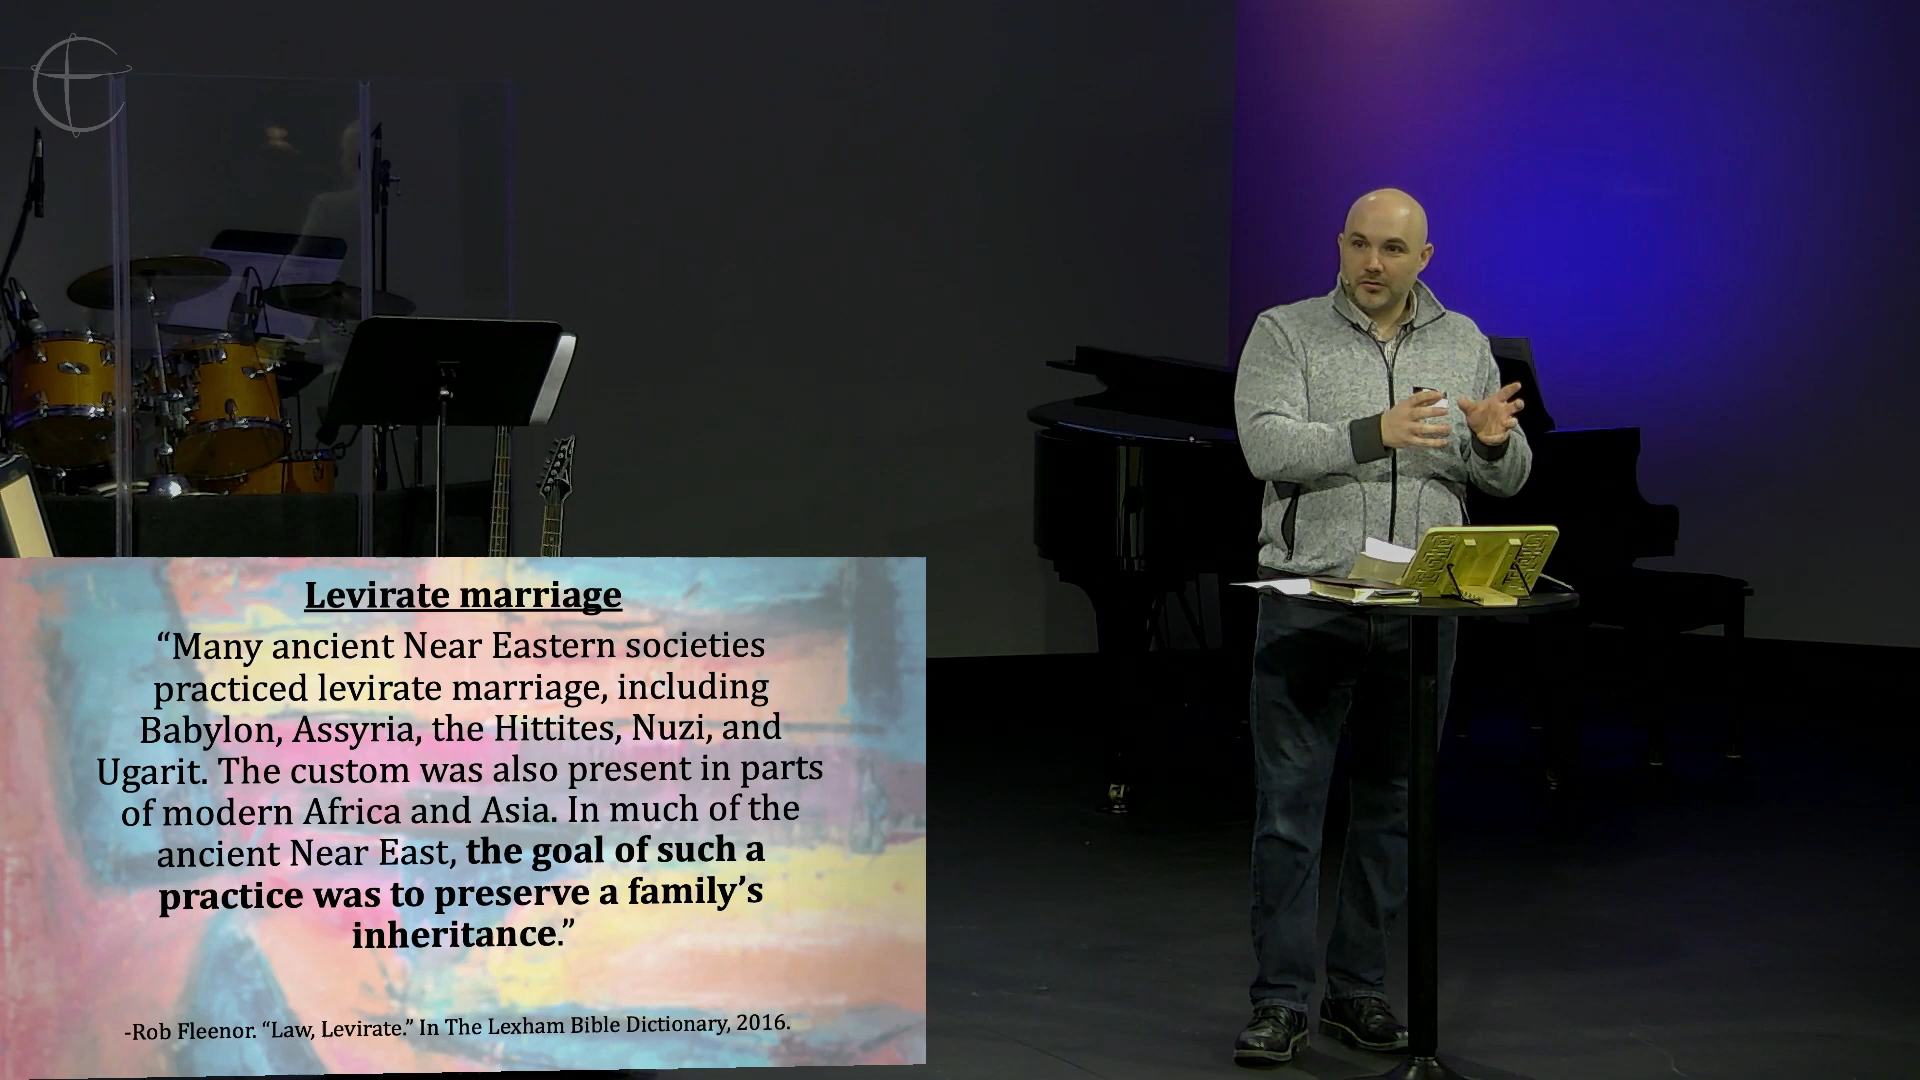 Levirate marriage
“Many ancient Near Eastern societies
practiced levirate marriage, including
Babylon, Assyria, the Hittites, Nuzi, and
Ugarit. The custom was also present in parts
of modern Africa and Asia. In much of the
ancient Near East, the goal of such a
practice was to preserve a family’s
inheritance.”
-Rob Fleenor. “Law, Levirate.” In The Lexham Bible Dictionary, 2016.